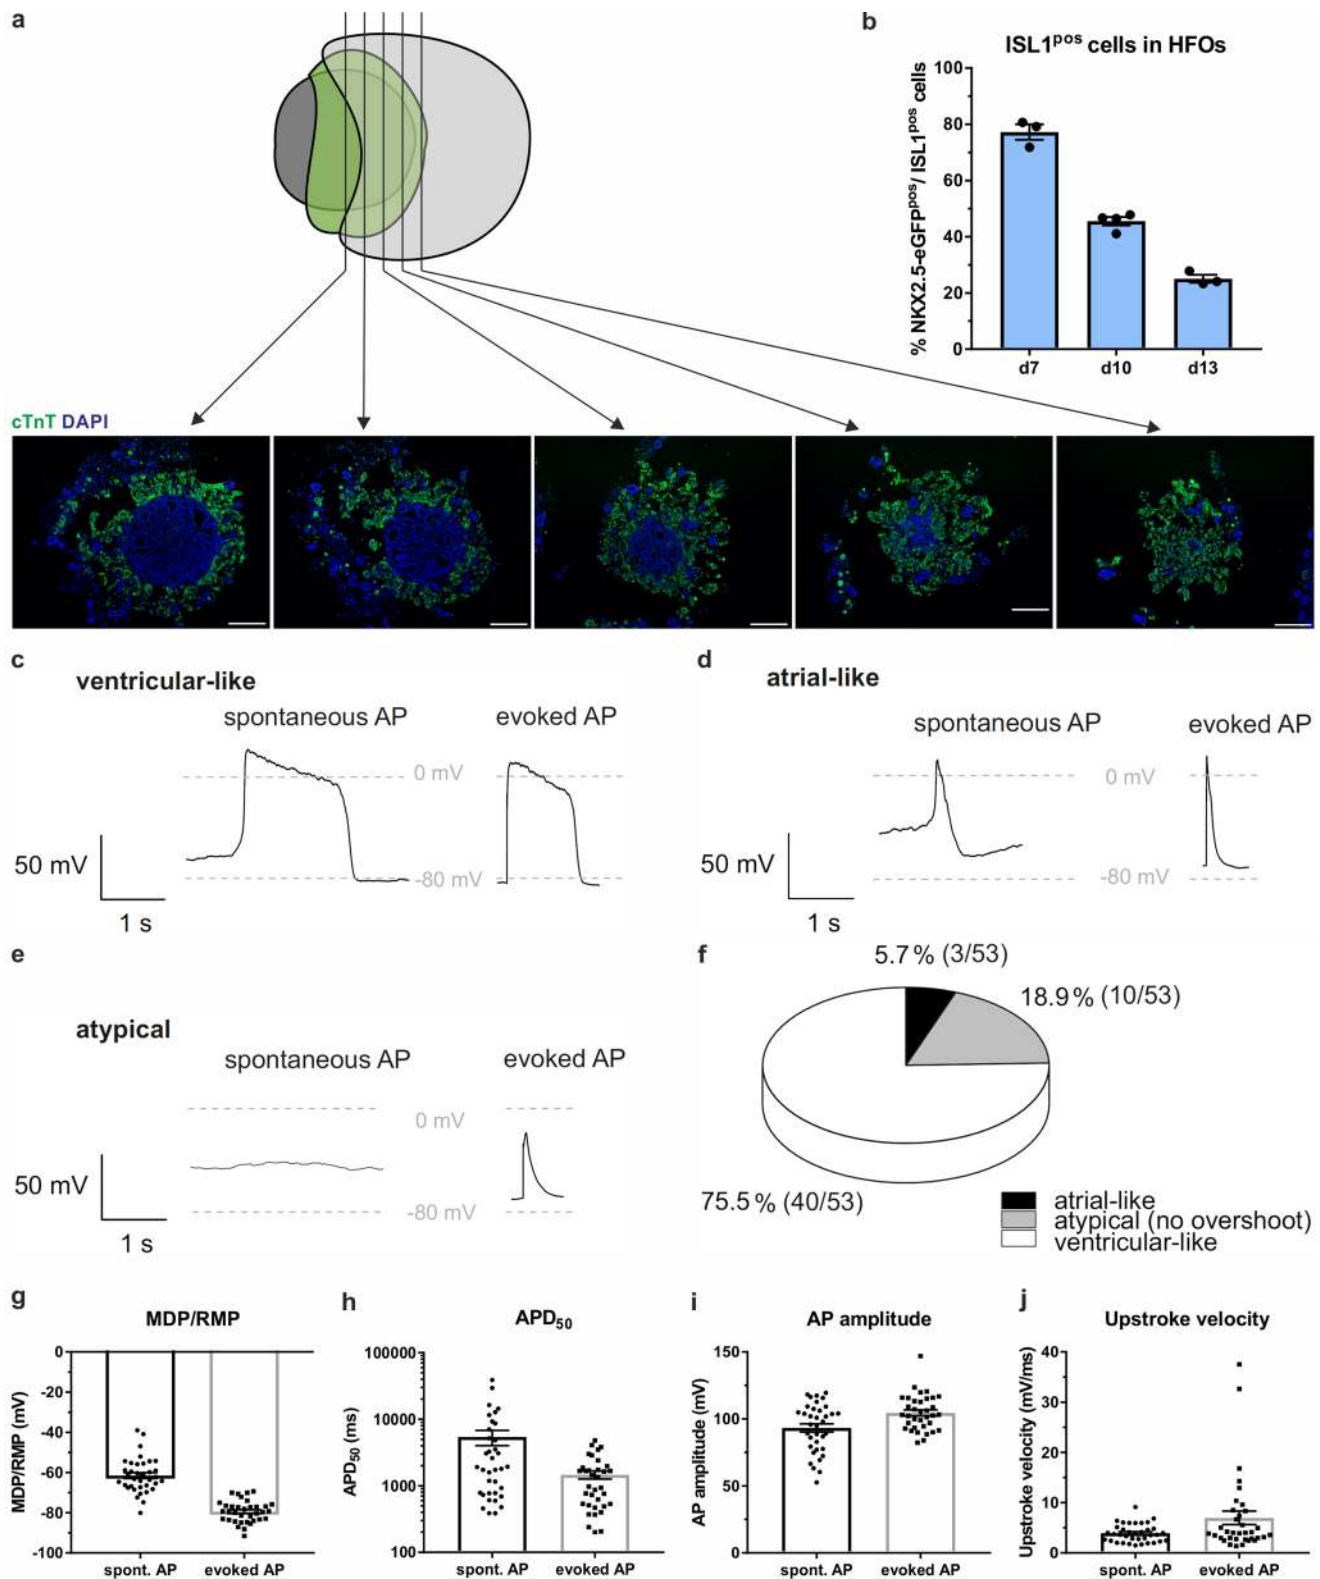 a
b
ISL1pos cells in HFOs
% NKX2.5-eGFPpos/ ISL1pos cells
100
80
60
40
20
0
d7 d10 d13
cTnT DAPI
c
ventricular-like
spontaneous AP evoked AP
0 mV
-80 mV
50 mV
1 s
d
atrial-like
spontaneous AP evoked AP
0 mV
-80 mV
50 mV
1 s
e
atypical
spontaneous AP evoked AP
0 mV
-80 mV
50 mV
1 s
f
5.7 % (3/53)
18.9 % (10/53)
75.5 % (40/53)
atrial-like
atypical (no overshoot)
ventricular-like
g
MDP/RMP
MDP/RMP (mV)
0
-20
-40
-60
-80
-100
spont. AP evoked AP
h
APD50
APD50 (ms)
100000
10000
1000
100
spont. AP evoked AP
i
AP amplitude
AP amplitude (mV)
150
100
50
0
spont. AP evoked AP
j
Upstroke velocity
Upstroke velocity (mV/ms)
40
30
20
10
0
spont. AP evoked AP